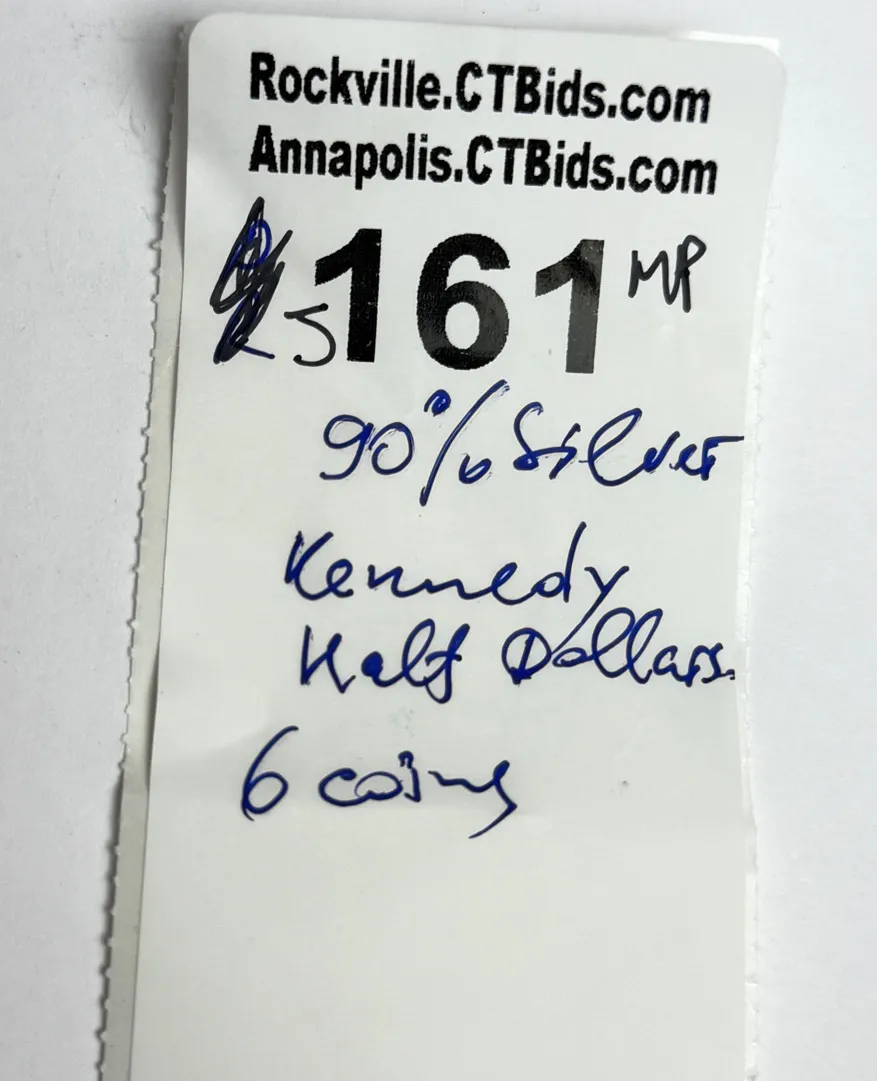 Rockville.CTBids.com
Annapolis.CTBids.com
5161 MP
90% Silver
Kennedy
Half Dollars.
6 coins